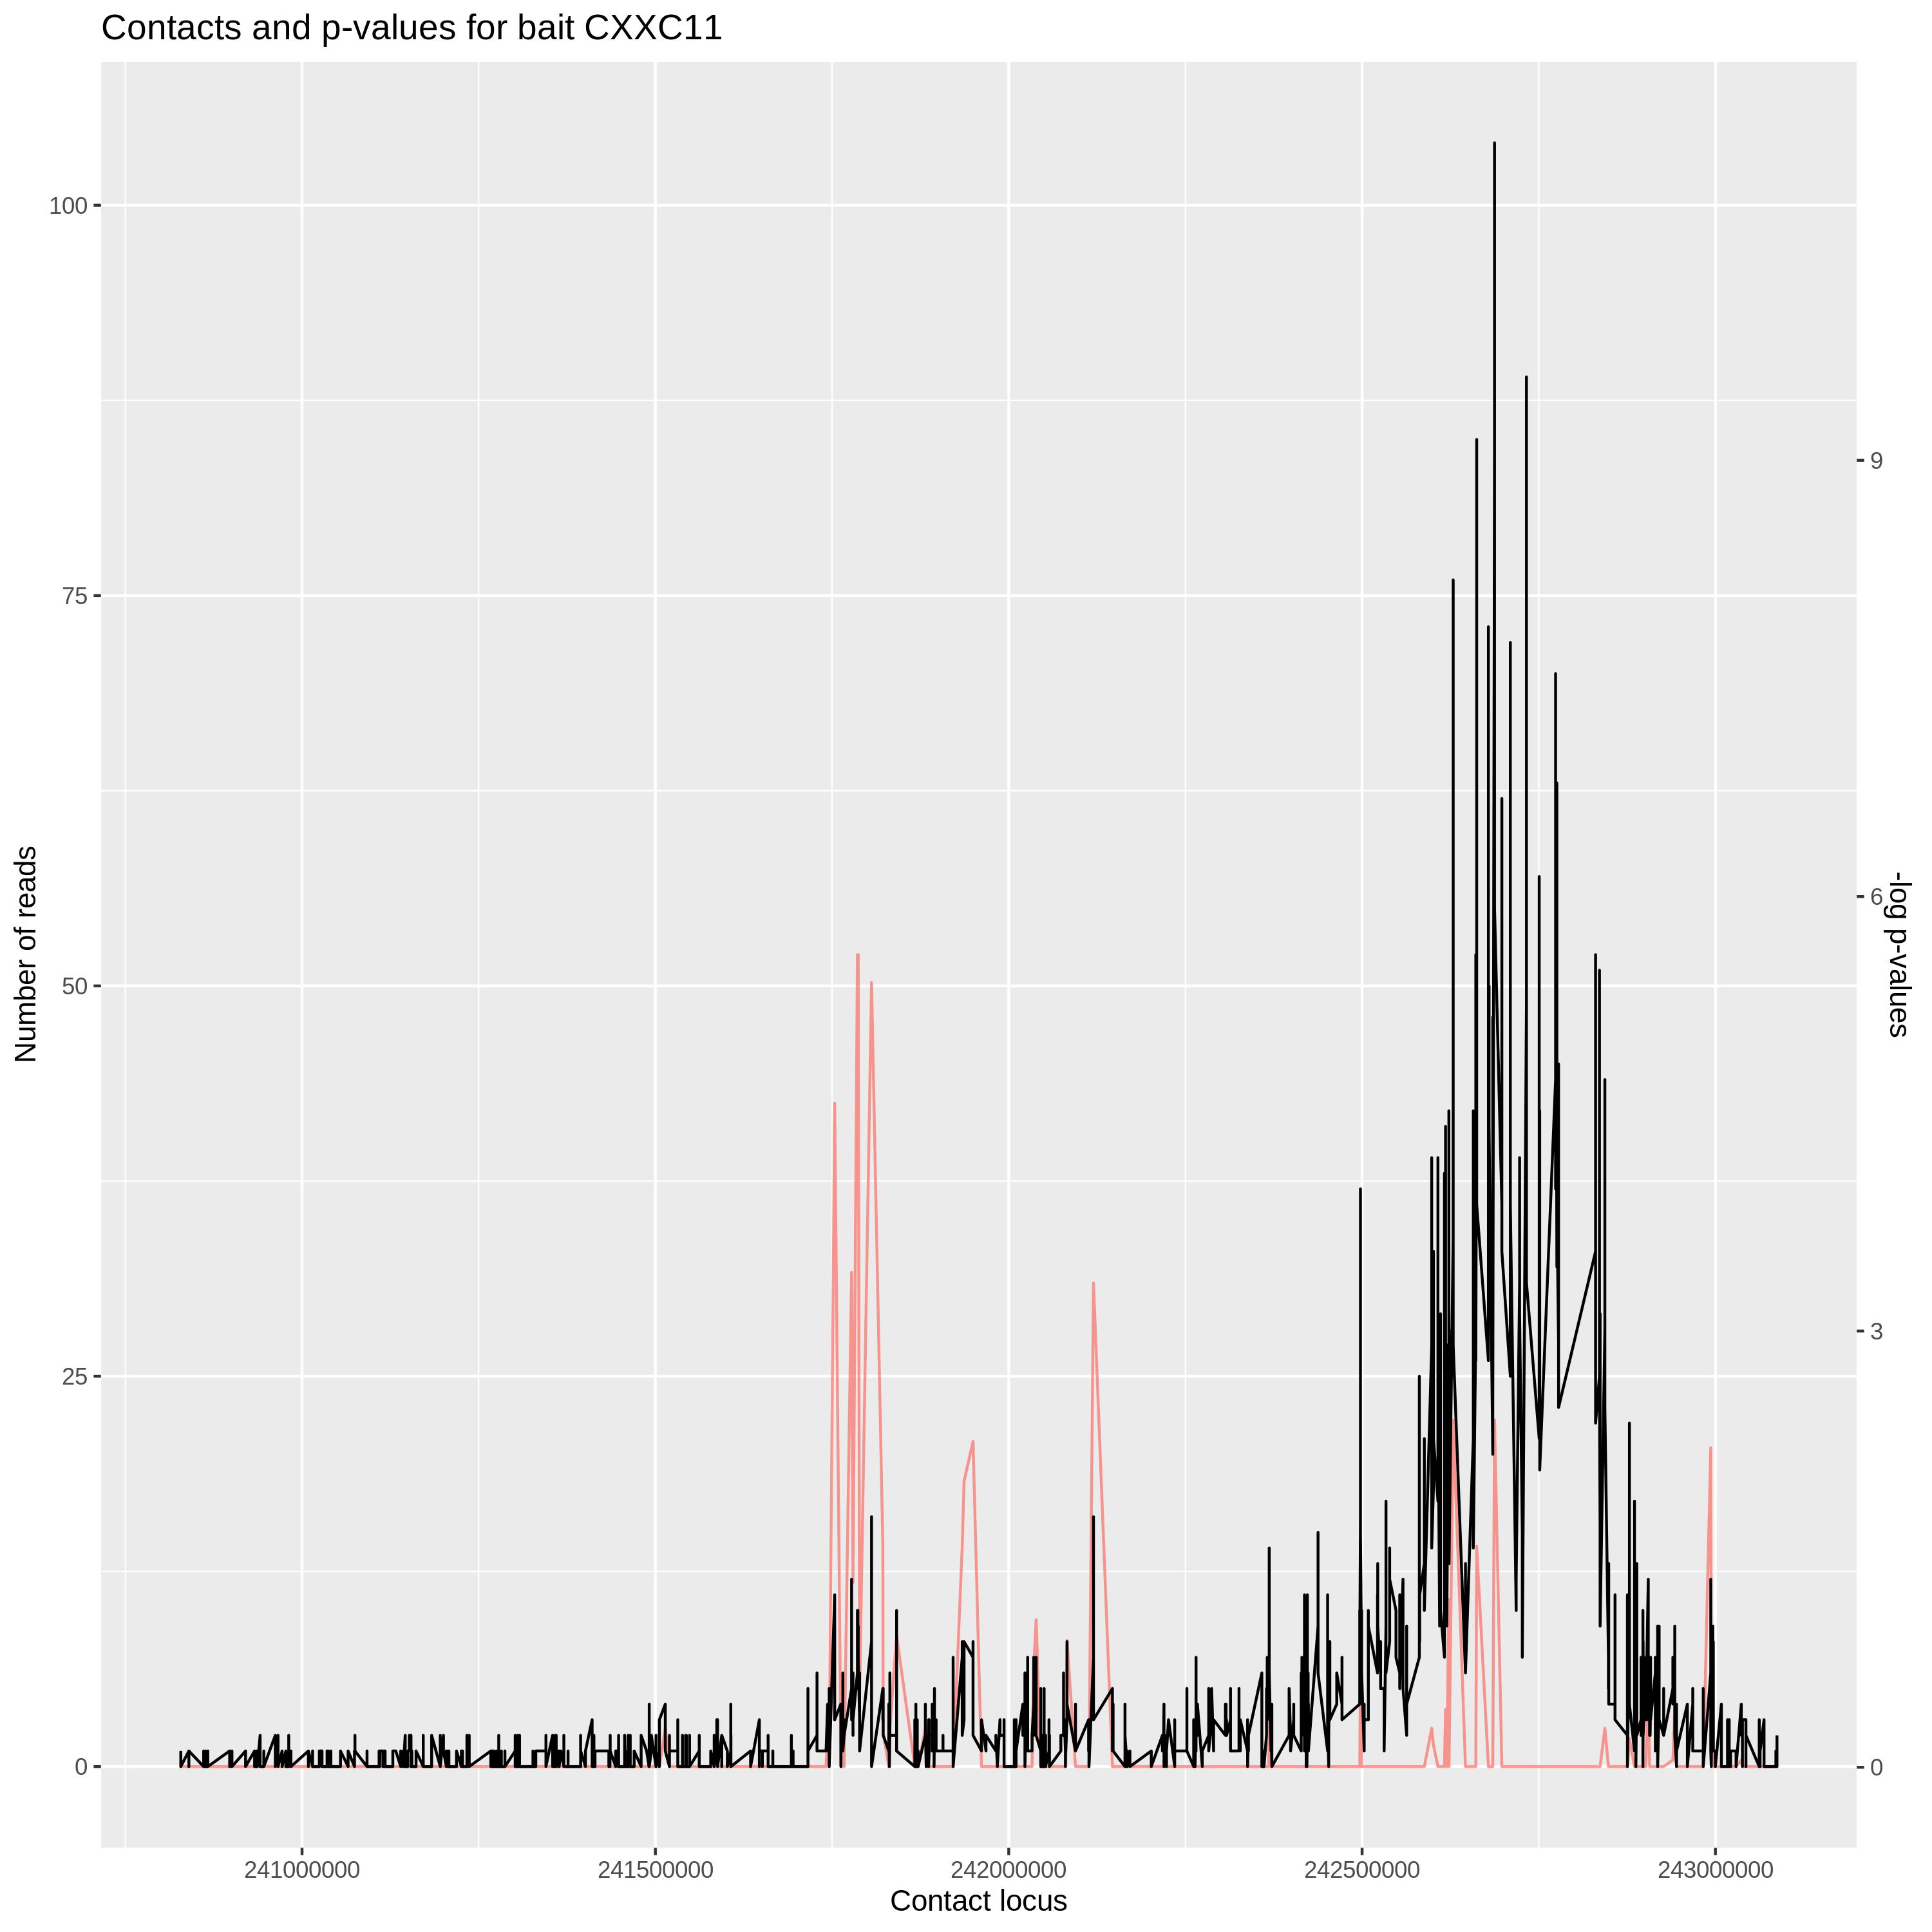 Contacts and p-values for bait CXXC11
100
75
50
25
0
Number of reads
9
6
3
0
-log p-values
241000000 241500000 242000000 242500000 243000000
Contact locus